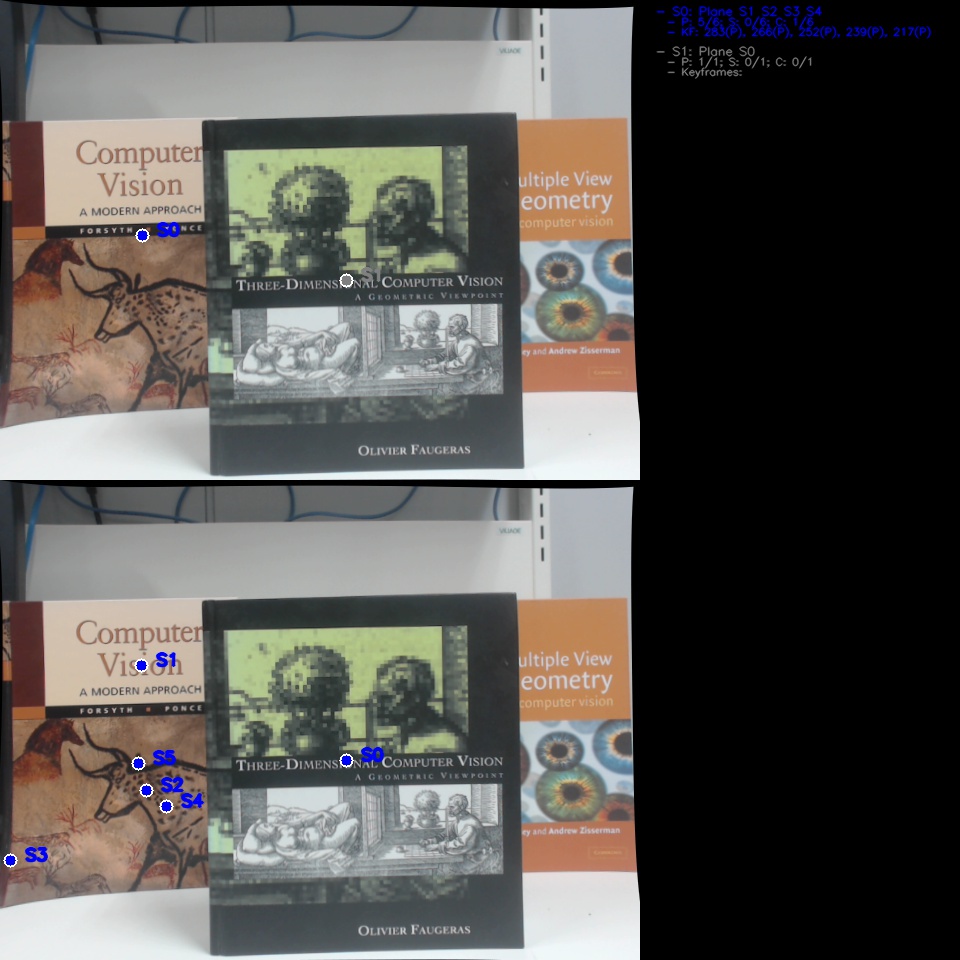 - S0: Plane S1 S2 S3 S4
- P: 5/6; S: 0/6; C: 1/6
- KF: 283(P), 266(P), 252(P), 239(P), 217(P)
- S1: Plane S0
- P: 1/1; S: 0/1; C: 0/1
- Keyframes:
Computer
Vision
A MODERN APPROACH
FORSYTH
NCE
S0
S1
THREE-DIMENSIONAL COMPUTER VISION
A GEOMETRIC VIEWPOINT
OLIVIER FAUGERAS
ultiple View
eometry
computer vision
ley and Andrew Zisserman
Computer
Vision
S1
A MODERN APPROACH
FORSYTH PONCE
S5
S2
S4
S3
S0
THREE-DIMENSIONAL COMPUTER VISION
A GEOMETRIC VIEWPOINT
OLIVIER FAUGERAS
ultiple View
eometry
computer vision
ley and Andrew Zisserman